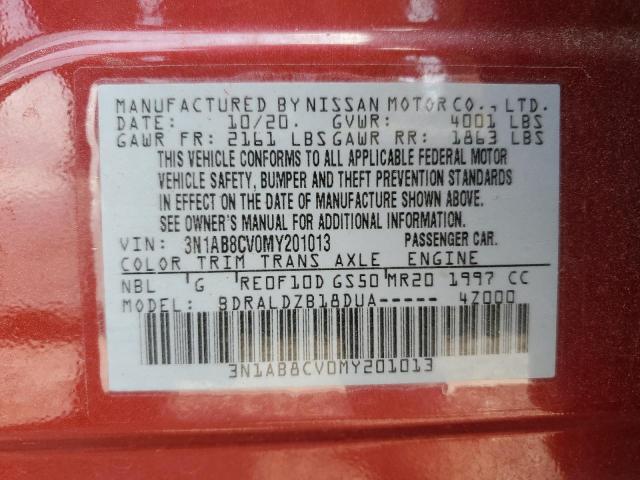 MANUFACTURED BY NISSAN MOTOR CO., LTD.
DATE: 10/20. GVWR: 4001 LBS
GAWR FR: 2161 LBS GAWR RR: 1863 LBS
THIS VEHICLE CONFORMS TO ALL APPLICABLE FEDERAL MOTOR
VEHICLE SAFETY, BUMPER AND THEFT PREVENTION STANDARDS
IN EFFECT ON THE DATE OF MANUFACTURE SHOWN ABOVE.
SEE OWNER'S MANUAL FOR ADDITIONAL INFORMATION.
VIN: 3N1AB8CV0MY201013 PASSENGER CAR.
COLOR TRIM TRANS AXLE ENGINE
NBL G RE0F10D GS50 MR20 1997 CC
MODEL: BDRALDZB18DUA----- 4Z000
3N1AB8CV0MY201013